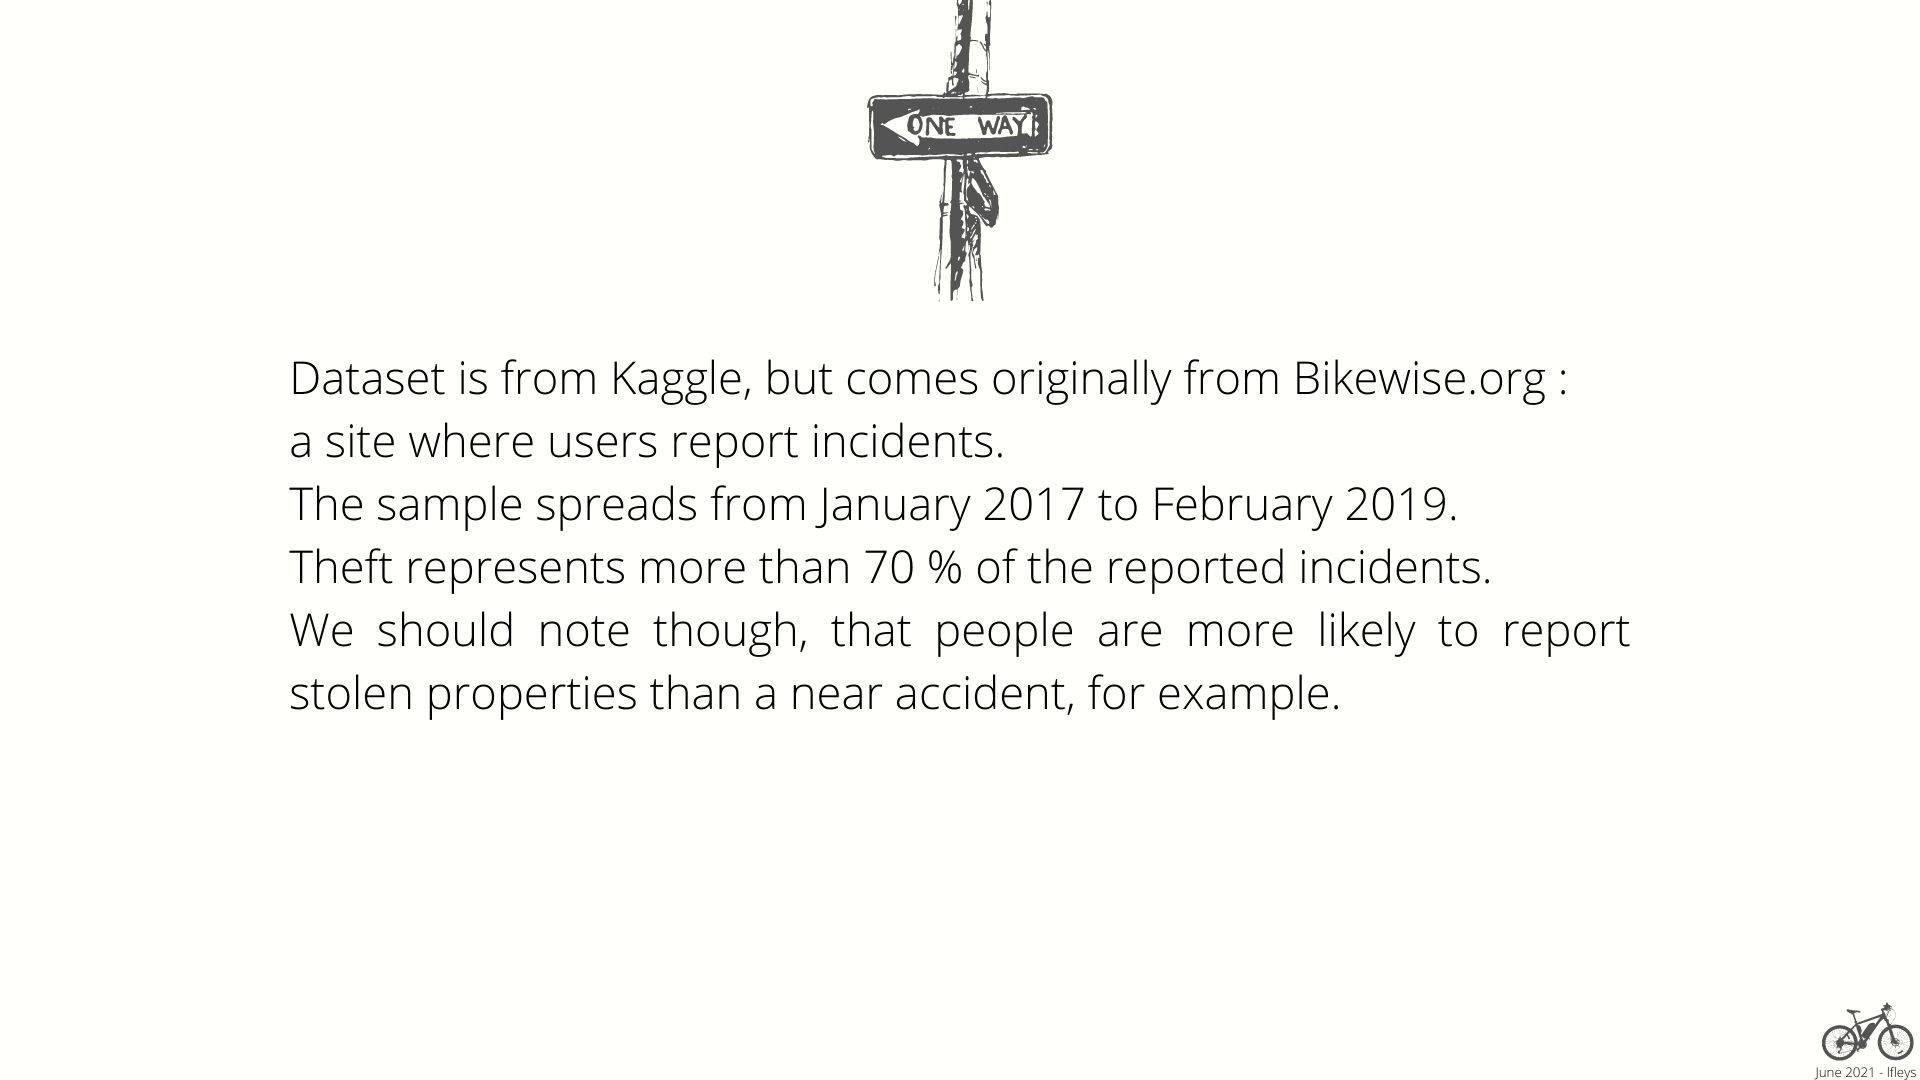 ONE WAY
Dataset is from Kaggle, but comes originally from Bikewise.org :
a site where users report incidents.
The sample spreads from January 2017 to February 2019.
Theft represents more than 70 % of the reported incidents.
We should note though, that people are more likely to report
stolen properties than a near accident, for example.
June 2021 - lfleys